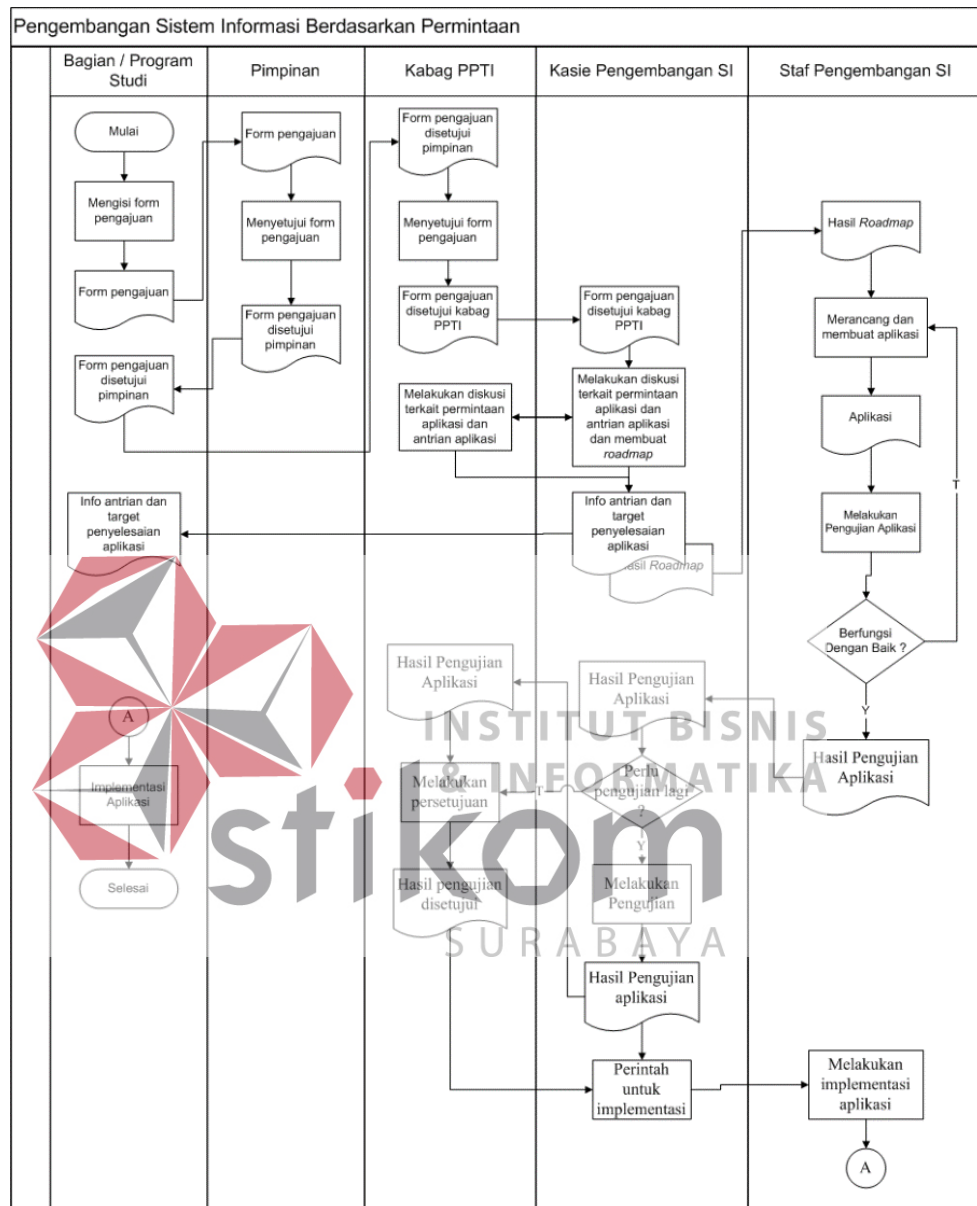 Pengembangan Sistem Informasi Berdasarkan Permintaan
Bagian / Program
Studi
Pimpinan
Kabag PPTI
Kasie Pengembangan SI
Staf Pengembangan SI
Mulai
Mengisi form
pengajuan
Form pengajuan
Form pengajuan
disetujui
pimpinan
Info antrian dan
target
penyelesaian
aplikasi
A
Implementasi
Aplikasi
Selesai
Form pengajuan
Menyetujui form
pengajuan
Form pengajuan
disetujui
pimpinan
Form pengajuan
disetujui
pimpinan
Menyetujui form
pengajuan
Form pengajuan
disetujui kabag
PPTI
Melakukan diskusi
terkait permintaan
aplikasi dan
antrian aplikasi
Hasil Pengujian
Aplikasi
Melakukan
persetujuan
Hasil pengujian
disetujui
Form pengajuan
disetujui kabag
PPTI
Melakukan diskusi
terkait permintaan
aplikasi dan
antrian aplikasi
dan membuat
roadmap
Info antrian dan
target
penyelesaian
aplikasi
Hasil Roadmap
Hasil Pengujian
Aplikasi
Perlu
pengujian lagi
?
T
Y
Melakukan
Pengujian
Hasil Pengujian
aplikasi
Perintah
untuk
implementasi
Hasil Roadmap
Merancang dan
membuat aplikasi
Aplikasi
Melakukan
Pengujian Aplikasi
T
Berfungsi
Dengan Baik ?
Y
Hasil Pengujian
Aplikasi
Melakukan
implementasi
aplikasi
A
INSTITUT BISNIS
& INFORMATIKA
stikom
SURABAYA